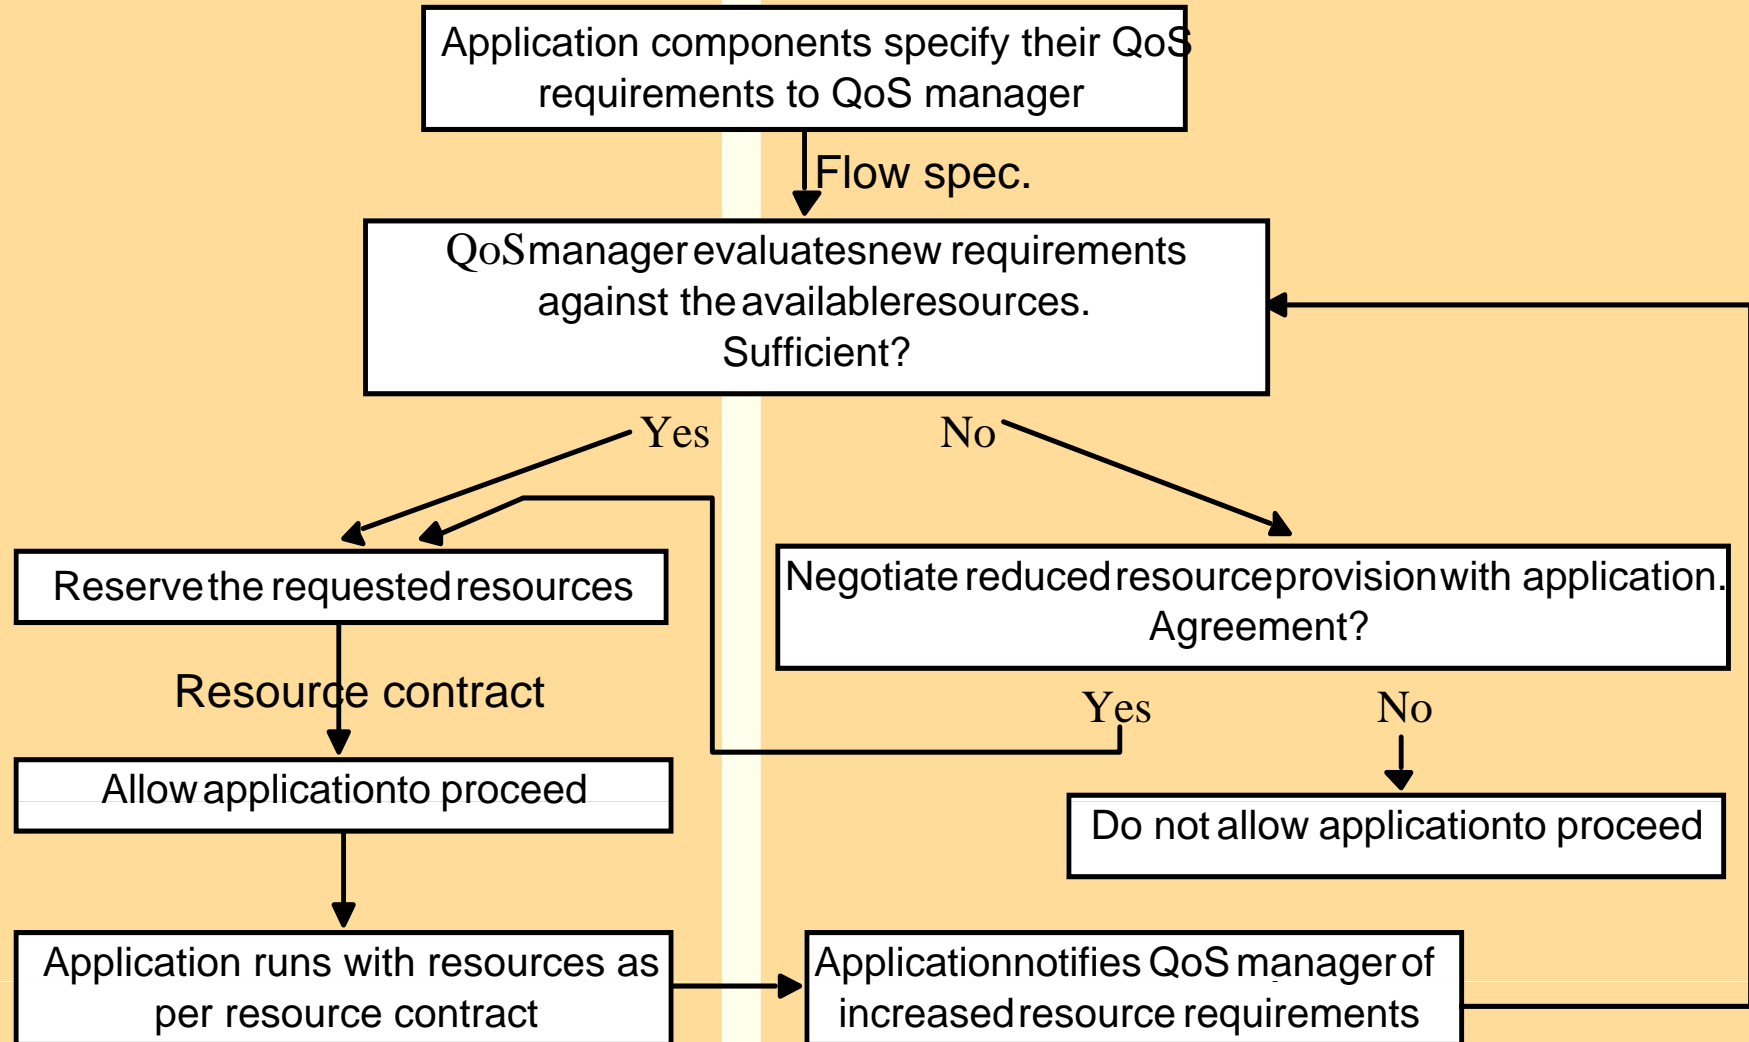 Application components specify their QoS
requirements to QoS manager
Flow spec.
QoS manager evaluates new requirements
against the available resources.
Sufficient?
Yes
No
Reserve the requested resources
Negotiate reduced resource provision with application.
Agreement?
Resource contract
Yes
No
Allow application to proceed
Do not allow application to proceed
Application runs with resources as
per resource contract
Application notifies QoS manager of
increased resource requirements